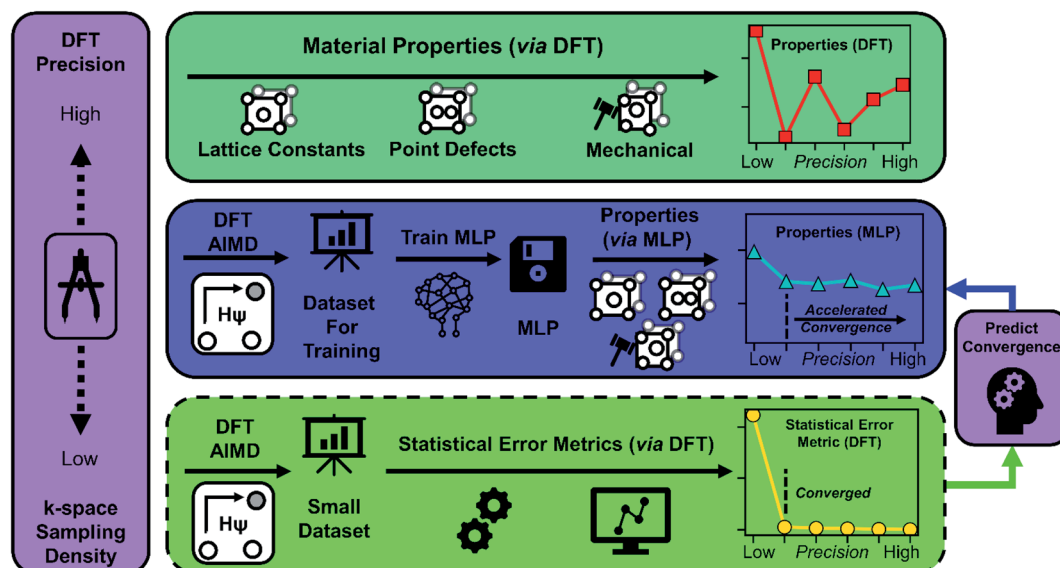 DFT
Precision
High
Low
k-space
Sampling
Density
Material Properties (via DFT)
Lattice Constants
Point Defects
Mechanical
Properties (DFT)
Low
Precision
High
DFT
AIMD
Hψ
Dataset
For
Training
Train MLP
MLP
Properties
(via MLP)
Properties (MLP)
Accelerated
Convergence
Low
Precision
High
Predict
Convergence
DFT
AIMD
Hψ
Small
Dataset
Statistical Error Metrics (via DFT)
Statistical Error
Metric (DFT)
Converged
Low
Precision
High